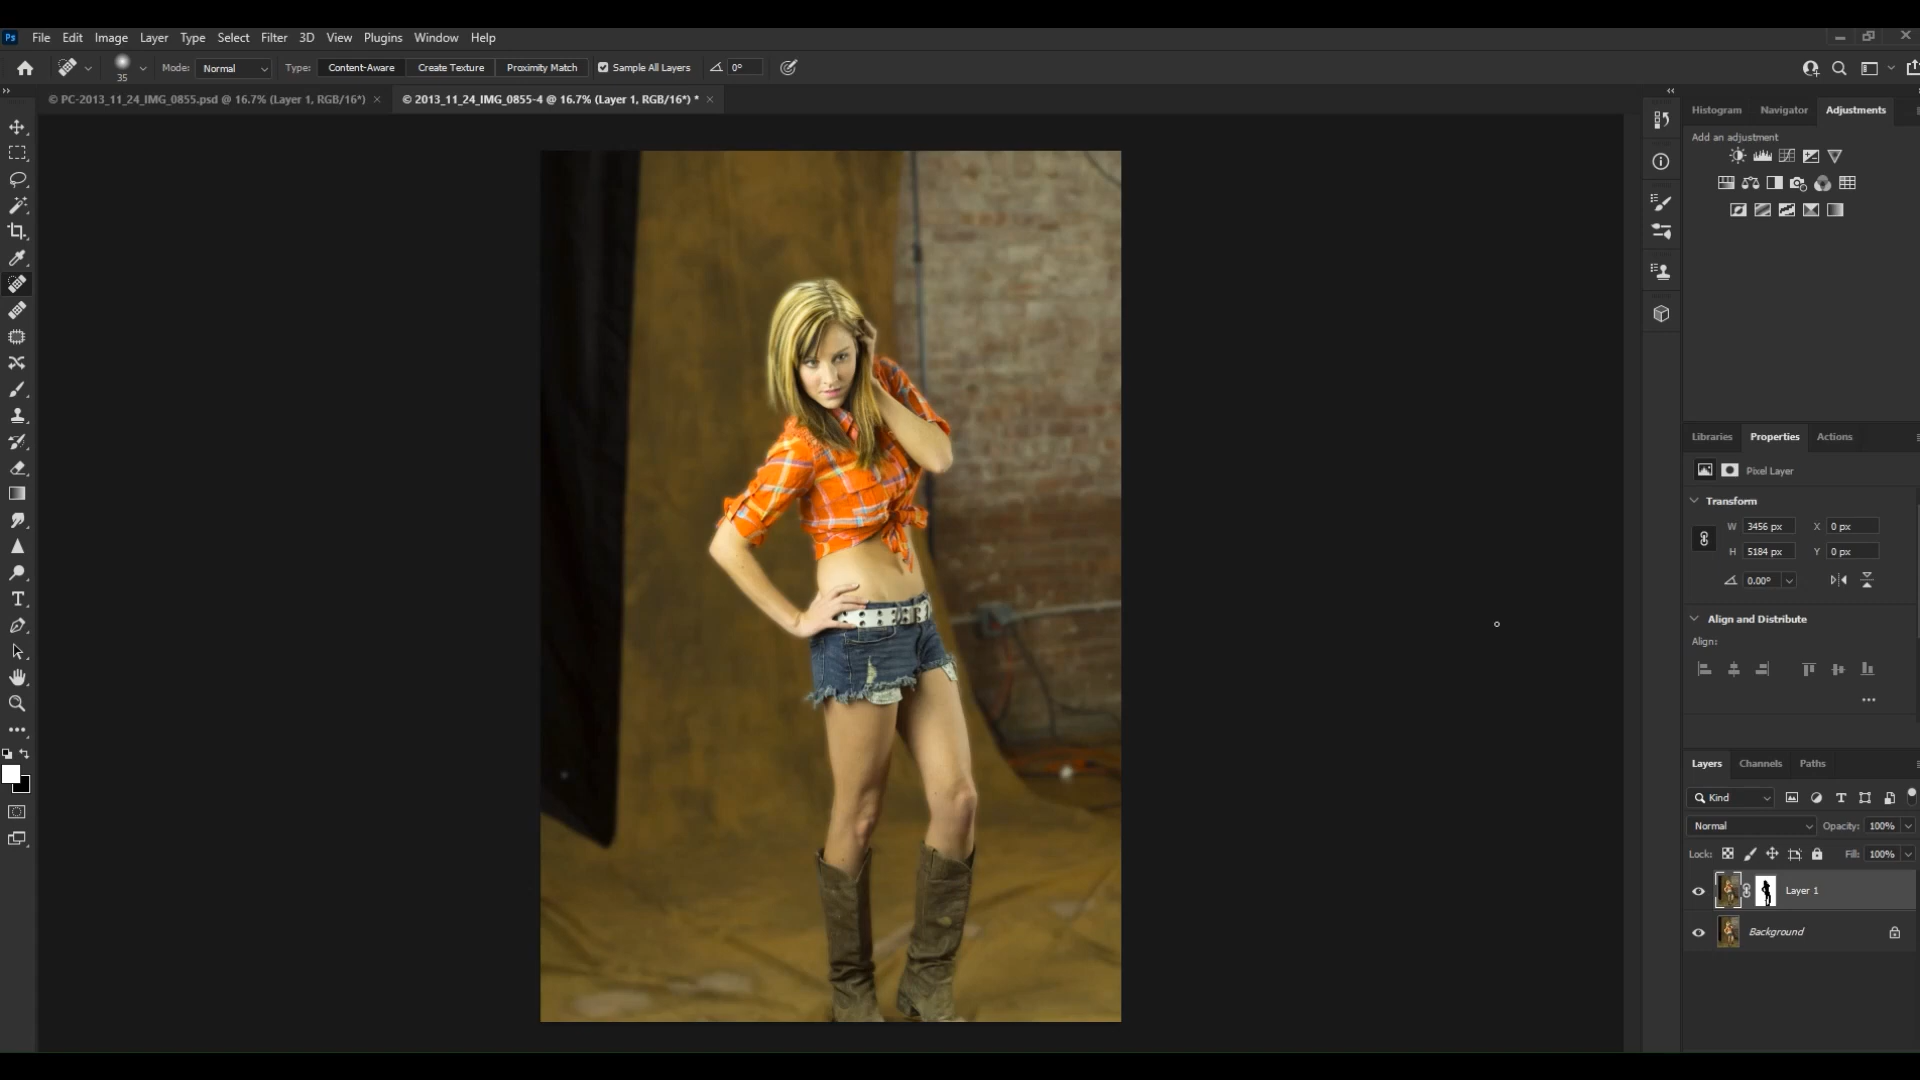 Ps File Edit Image Layer Type Select Filter 3D View Plugins Window Help
35 Mode: Normal Type: Content-Aware Create Texture Proximity Match Sample All Layers 0°
© PC-2013_11_24_IMG_0855.psd @ 16.7% (Layer 1, RGB/16*) × © 2013_11_24_IMG_0855-4 @ 16.7% (Layer 1, RGB/16*) * ×
Histogram Navigator Adjustments
Add an adjustment
Libraries Properties Actions
Pixel Layer
Transform
W 3456 px X 0 px
H 5184 px Y 0 px
0.00°
Align and Distribute
Align:
Layers Channels Paths
Kind
Normal Opacity: 100%
Lock: Fill: 100%
Layer 1
Background